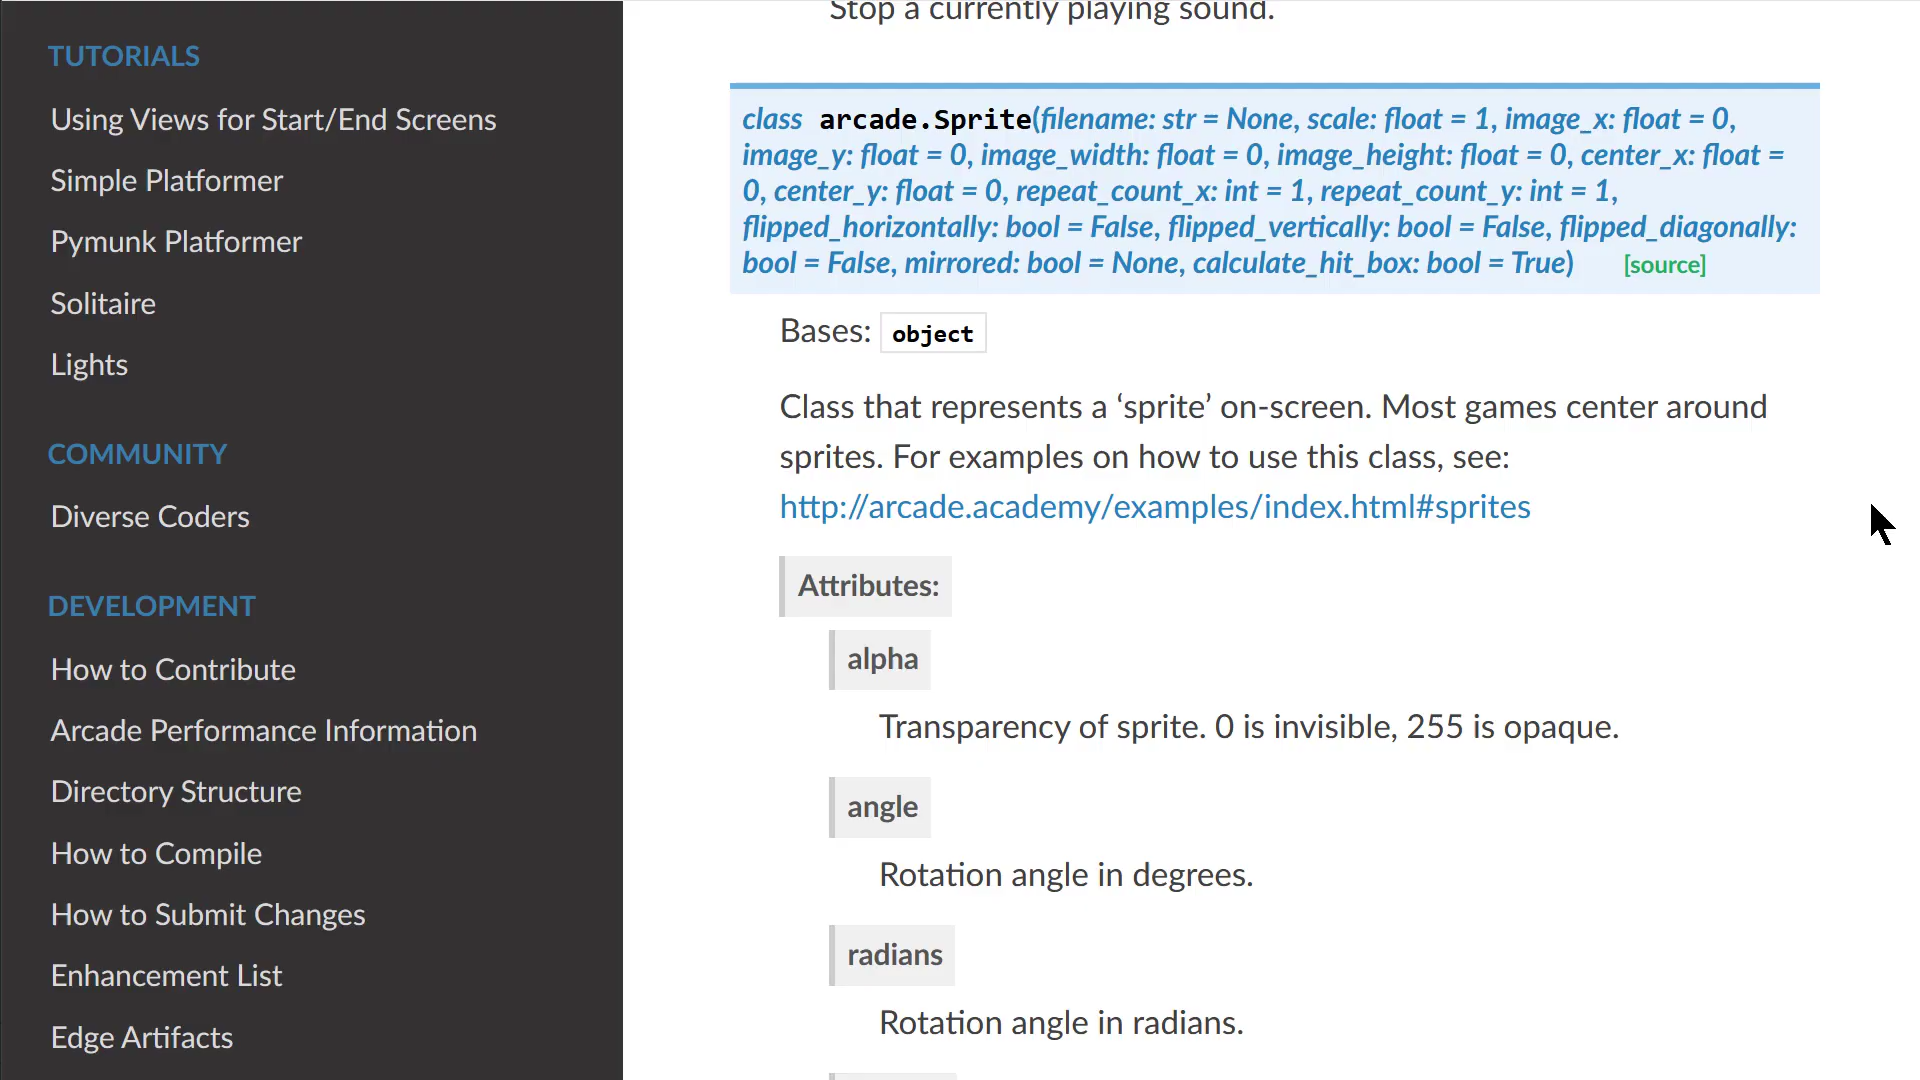 TUTORIALS
Using Views for Start/End Screens
Simple Platformer
Pymunk Platformer
Solitaire
Lights
COMMUNITY
Diverse Coders
DEVELOPMENT
How to Contribute
Arcade Performance Information
Directory Structure
How to Compile
How to Submit Changes
Enhancement List
Edge Artifacts
Stop a currently playing sound.
class arcade.Sprite(filename: str = None, scale: float = 1, image_x: float = 0,
image_y: float = 0, image_width: float = 0, image_height: float = 0, center_x: float =
0, center_y: float = 0, repeat_count_x: int = 1, repeat_count_y: int = 1,
flipped_horizontally: bool = False, flipped_vertically: bool = False, flipped_diagonally:
bool = False, mirrored: bool = None, calculate_hit_box: bool = True) [source]
Bases: object
Class that represents a ‘sprite’ on-screen. Most games center around
sprites. For examples on how to use this class, see:
http://arcade.academy/examples/index.html#sprites
Attributes:
alpha
Transparency of sprite. 0 is invisible, 255 is opaque.
angle
Rotation angle in degrees.
radians
Rotation angle in radians.